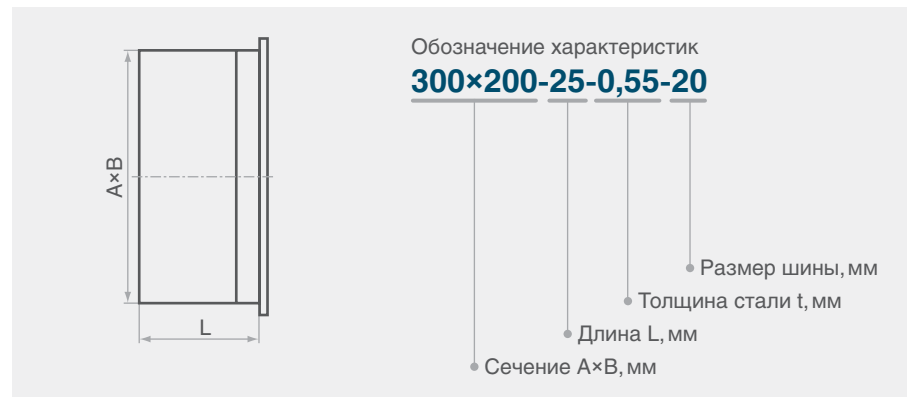 Обозначение характеристик
300×200-25-0,55-20
A×B
L
Размер шины, мм
Толщина стали t, мм
Длина L, мм
Сечение A×B, мм